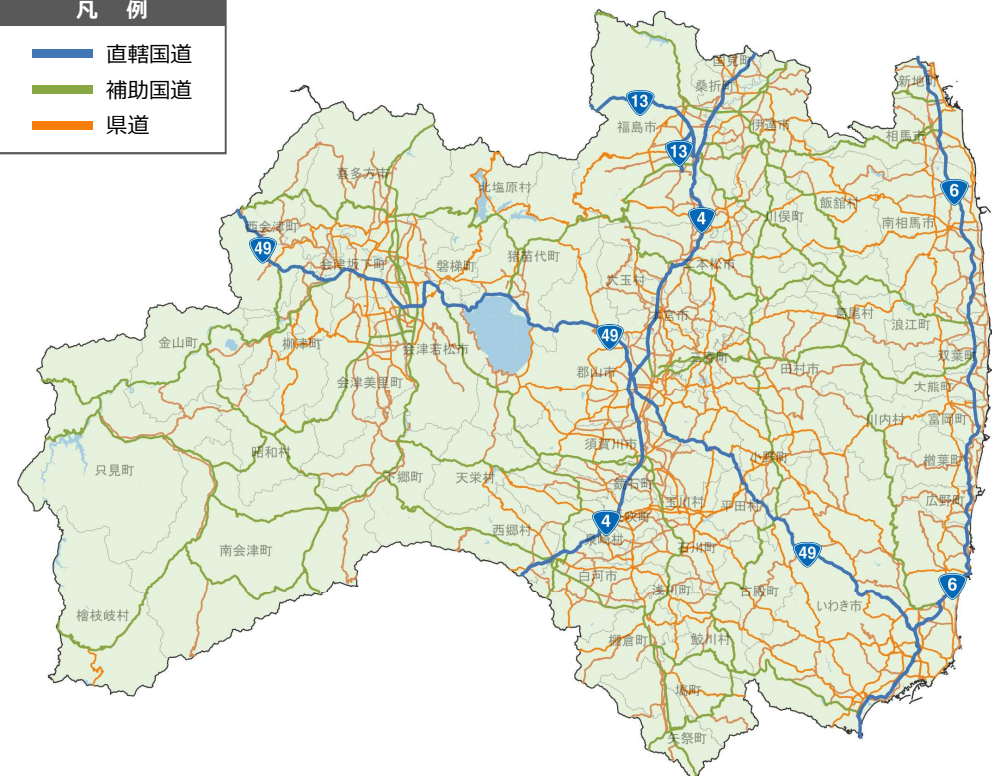 凡 例
直轄国道
補助国道
県道
国見町
桑折町
新地町
13
福島市
伊達市
相馬市
13
喜多方市
北塩原村
6
飯舘村
川俣町
4
南相馬市
西会津町
49
猪苗代町
会津坂下町
磐梯町
二本松市
大玉村
本宮市
葛尾村
浪江町
49
金山町
柳津町
会津若松市
三春町
双葉町
田村市
郡山市
会津美里町
大熊町
川内村
富岡町
須賀川市
昭和村
小野町
楢葉町
只見町
下郷町
天栄村
鏡石町
広野町
玉川村
平田村
4
矢吹町
西郷村
泉崎村
石川町
南会津町
49
白河市
6
浅川町
古殿町
いわき市
檜枝岐村
棚倉町
鮫川村
塙町
矢祭町